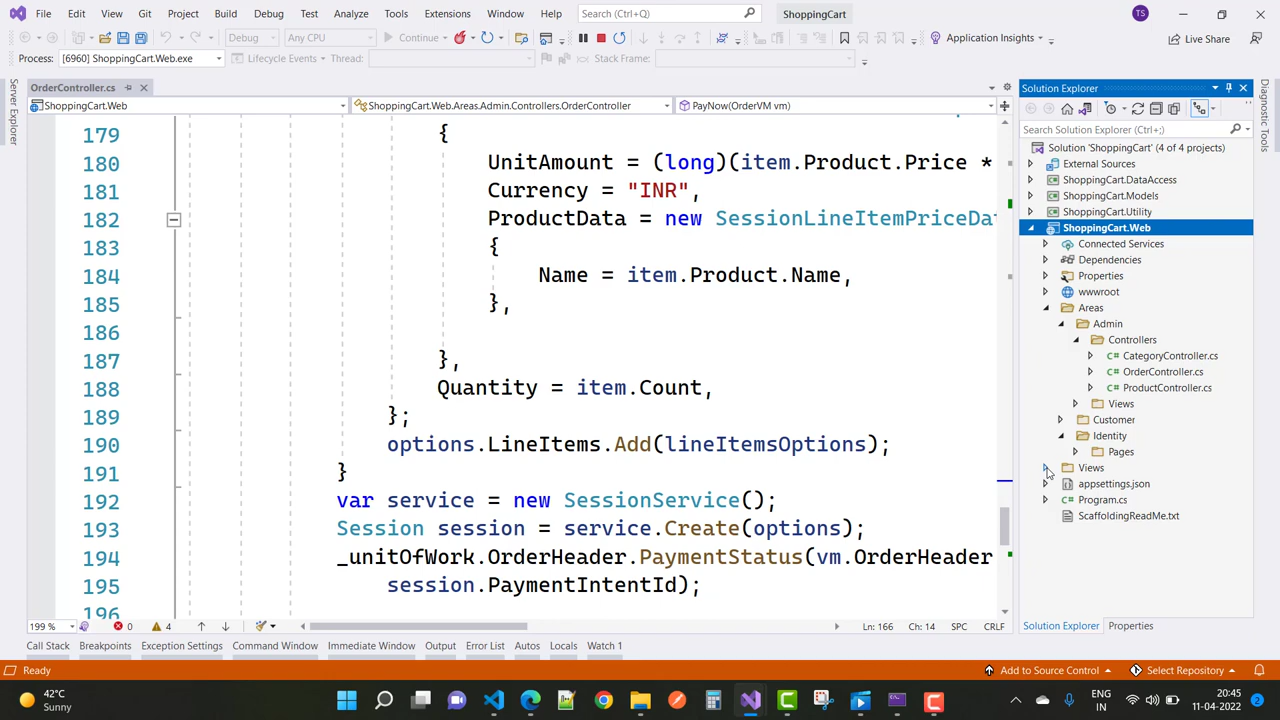 File Edit View Git Project Build Debug Test Analyze Tools Extensions Window Help Search (Ctrl+Q) ShoppingCart TS
Debug Any CPU Continue Application Insights Live Share
Process: [6960] ShoppingCart.Web.exe Lifecycle Events Thread: Stack Frame:
Server Explorer
OrderController.cs
ShoppingCart.Web ShoppingCart.Web.Areas.Admin.Controllers.OrderController PayNow(OrderVM vm)
179 {
180 UnitAmount = (long)(item.Product.Price *
181 Currency = "INR",
182 ProductData = new SessionLineItemPriceDa
183 {
184 Name = item.Product.Name,
185 },
186
187 },
188 Quantity = item.Count,
189 };
190 options.LineItems.Add(lineItemsOptions);
191 }
192 var service = new SessionService();
193 Session session = service.Create(options);
194 _unitOfWork.OrderHeader.PaymentStatus(vm.OrderHeader
195 session.PaymentIntentId);
196
199 % 0 4 Ln: 166 Ch: 14 SPC CRLF
Solution Explorer
Search Solution Explorer (Ctrl+;)
Solution 'ShoppingCart' (4 of 4 projects)
External Sources
ShoppingCart.DataAccess
ShoppingCart.Models
ShoppingCart.Utility
ShoppingCart.Web
Connected Services
Dependencies
Properties
wwwroot
Areas
Admin
Controllers
CategoryController.cs
OrderController.cs
ProductController.cs
Views
Customer
Identity
Pages
Views
appsettings.json
Program.cs
ScaffoldingReadMe.txt
Solution Explorer Properties
Diagnostic Tools
Call Stack Breakpoints Exception Settings Command Window Immediate Window Output Error List Autos Locals Watch 1
Ready Add to Source Control Select Repository
42°C
Sunny
ENG
IN
20:45
11-04-2022
2